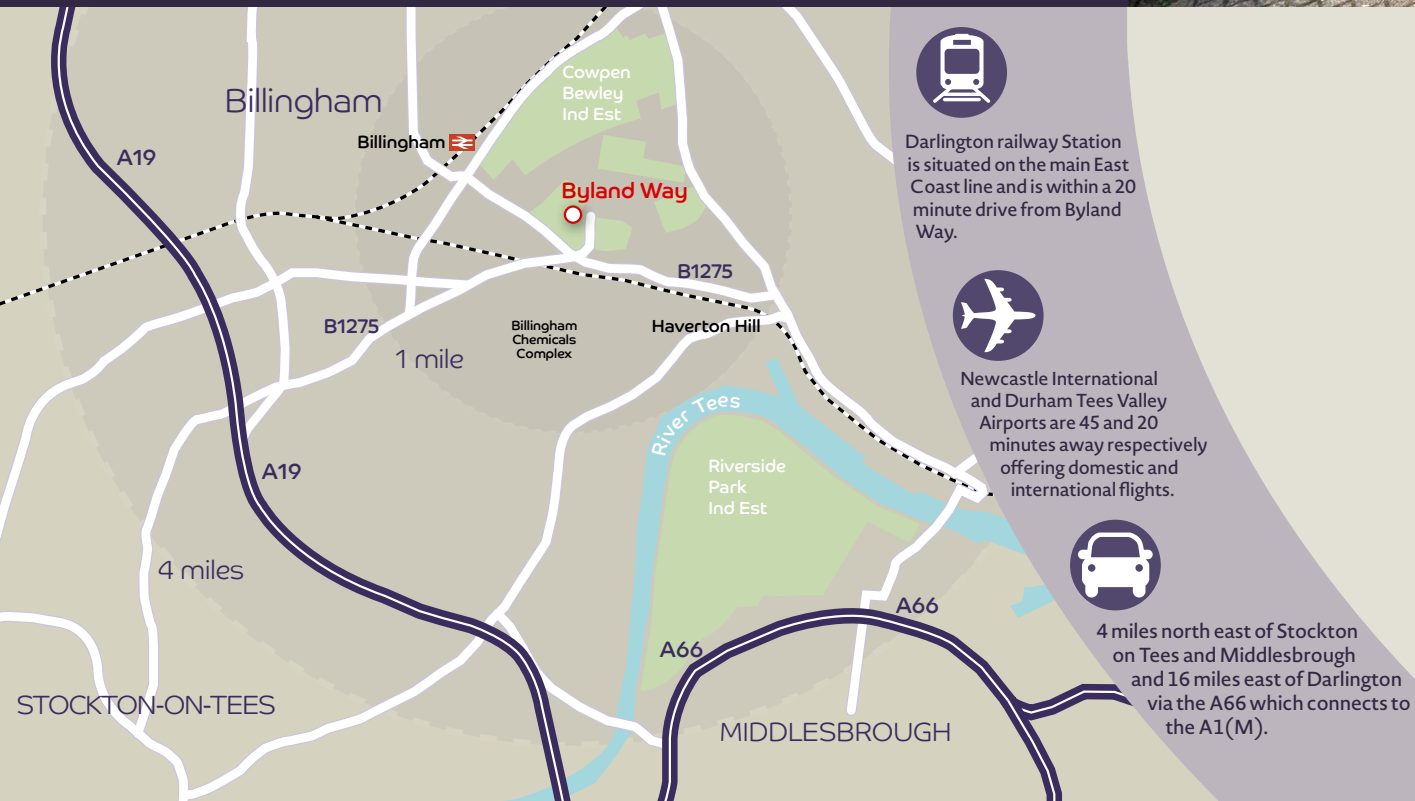 Cowpen
Bewley
Ind Est
Billingham
Billingham
A19
Byland Way
B1275
B1275
Billingham
Chemicals
Complex
Haverton Hill
1 mile
River Tees
A19
Riverside
Park
Ind Est
4 miles
A66
A66
STOCKTON-ON-TEES
MIDDLESBROUGH
Darlington railway Station
is situated on the main East
Coast line and is within a 20
minute drive from Byland
Way.
Newcastle International
and Durham Tees Valley
Airports are 45 and 20
minutes away respectively
offering domestic and
international flights.
4 miles north east of Stockton
on Tees and Middlesbrough
and 16 miles east of Darlington
via the A66 which connects to
the A1(M).